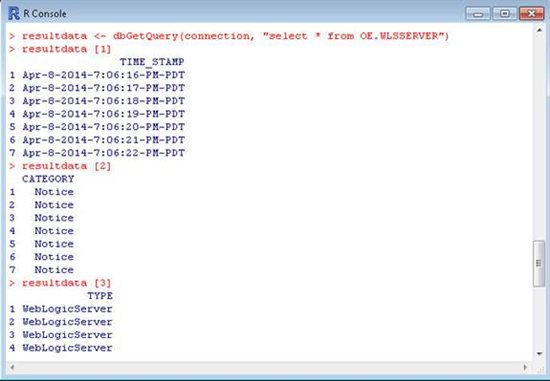 R Console
> resultdata <- dbGetQuery(connection, "select * from OE.WLSSERVER")
> resultdata [1]
TIME_STAMP
1 Apr-8-2014-7:06:16-PM-PDT
2 Apr-8-2014-7:06:17-PM-PDT
3 Apr-8-2014-7:06:18-PM-PDT
4 Apr-8-2014-7:06:19-PM-PDT
5 Apr-8-2014-7:06:20-PM-PDT
6 Apr-8-2014-7:06:21-PM-PDT
7 Apr-8-2014-7:06:22-PM-PDT
> resultdata [2]
CATEGORY
1 Notice
2 Notice
3 Notice
4 Notice
5 Notice
6 Notice
7 Notice
> resultdata [3]
TYPE
1 WebLogicServer
2 WebLogicServer
3 WebLogicServer
4 WebLogicServer